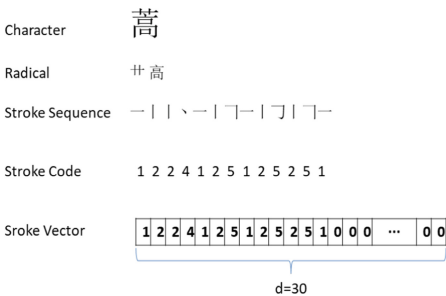 Character 蒿
Radical 艹 高
Stroke Sequence 一丨丨丶一丨𠃍一丨𠃌丨𠃍一
Stroke Code 1 2 2 4 1 2 5 1 2 5 2 5 1
Sroke Vector 1 2 2 4 1 2 5 1 2 5 2 5 1 0 0 0 ... 0 0
d=30